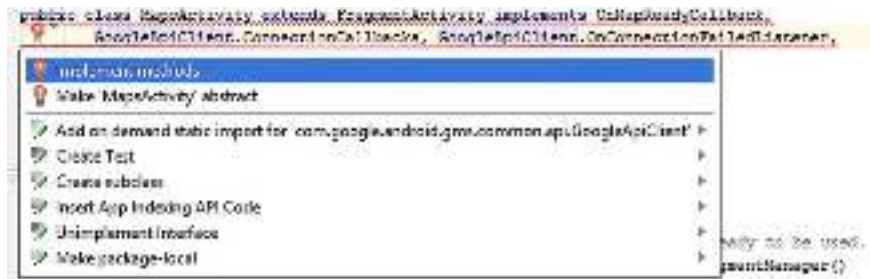 public class MapsActivity extends FragmentActivity implements OnMapReadyCallback,
GoogleApiClient.ConnectionCallbacks, GoogleApiClient.OnConnectionFailedListener,
Implement methods
Make 'MapsActivity' abstract
Add on demand static import for 'com.google.android.gms.common.api.GoogleApiClient'
Create Test
Create subclass
Insert App Indexing API Code
Unimplement Interface
Make package-local
eady to be used.
gmentManager()